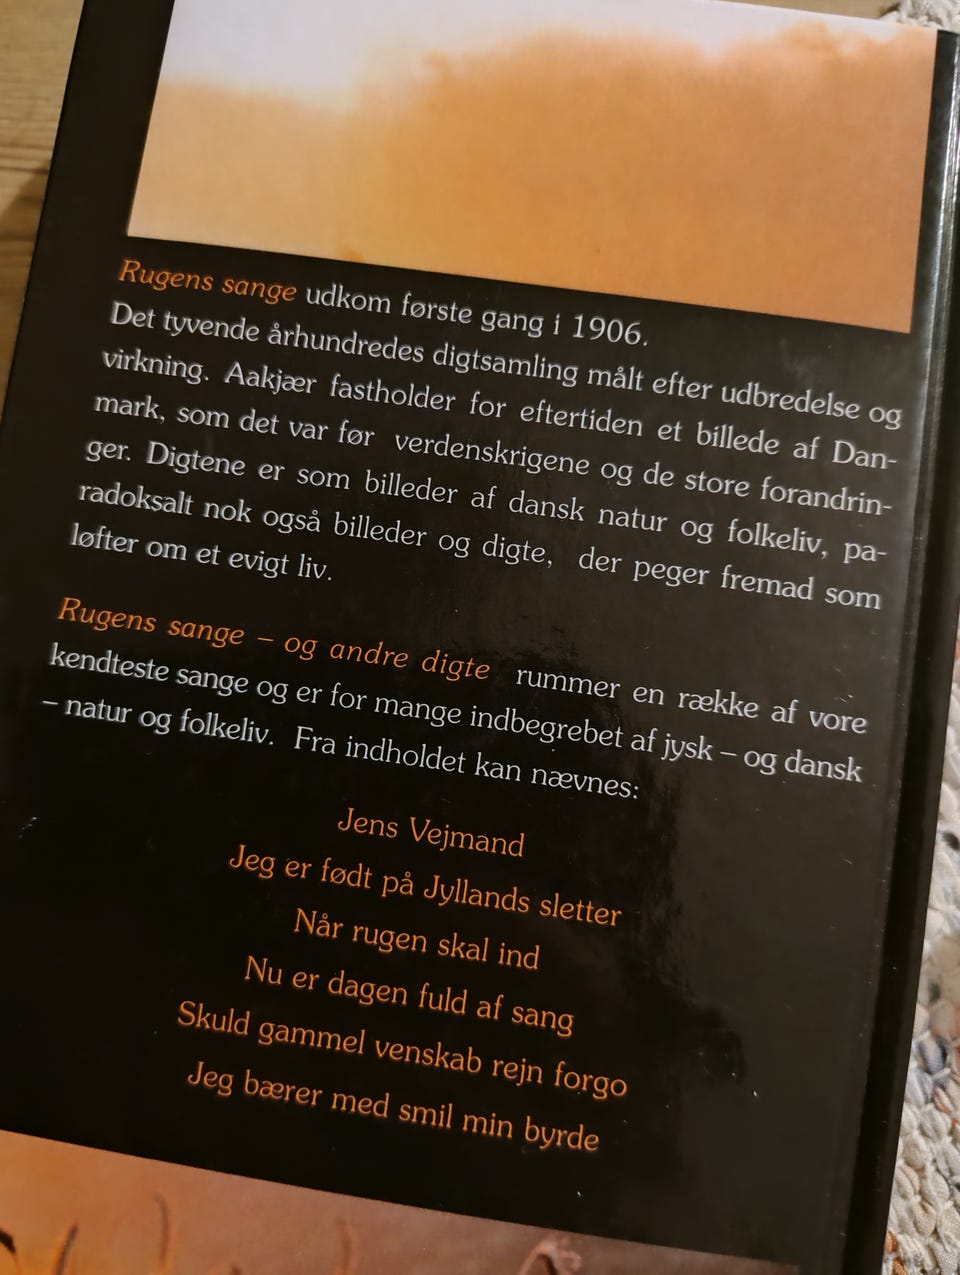 Rugens sange udkom første gang i 1906.
Det tyvende århundredes digtsamling målt efter udbredelse og
virkning. Aakjær fastholder for eftertiden et billede af Dan-
mark, som det var før verdenskrigene og de store forandrin-
ger. Digtene er som billeder af dansk natur og folkeliv, pa-
radoksalt nok også billeder og digte, der peger fremad som
løfter om et evigt liv.
Rugens sange – og andre digte rummer en række af vore
kendteste sange og er for mange indbegrebet af jysk – og dansk
– natur og folkeliv. Fra indholdet kan nævnes:
Jens Vejmand
Jeg er født på Jyllands sletter
Når rugen skal ind
Nu er dagen fuld af sang
Skuld gammel venskab rejn forgo
Jeg bærer med smil min byrde